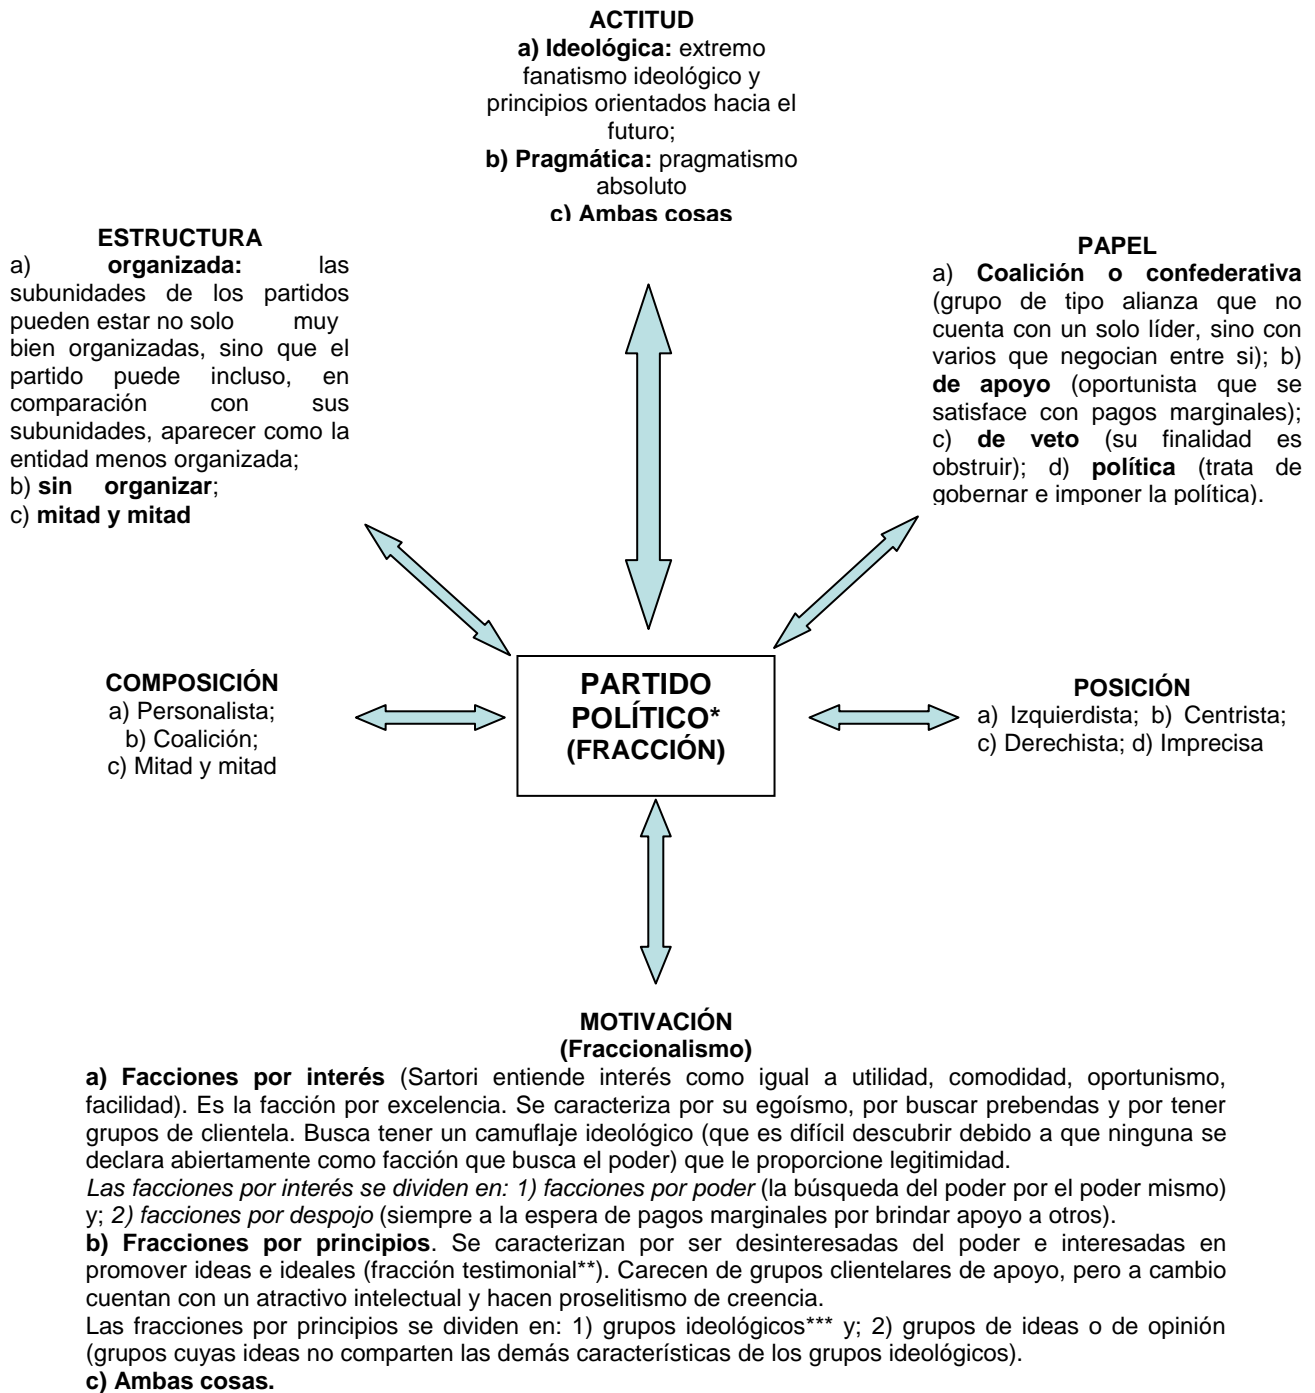 ACTITUD
a) Ideológica: extremo
fanatismo ideológico y
principios orientados hacia el
futuro;
b) Pragmática: pragmatismo
absoluto
c) Ambas cosas
ESTRUCTURA
a) organizada: las
subunidades de los partidos
pueden estar no solo muy
bien organizadas, sino que el
partido puede incluso, en
comparación con sus
subunidades, aparecer como la
entidad menos organizada;
b) sin organizar;
c) mitad y mitad
PAPEL
a) Coalición o confederativa
(grupo de tipo alianza que no
cuenta con un solo líder, sino con
varios que negocian entre si); b)
de apoyo (oportunista que se
satisface con pagos marginales);
c) de veto (su finalidad es
obstruir); d) política (trata de
gobernar e imponer la política).
COMPOSICIÓN
a) Personalista;
b) Coalición;
c) Mitad y mitad
PARTIDO
POLÍTICO*
(FRACCIÓN)
POSICIÓN
a) Izquierdista; b) Centrista;
c) Derechista; d) Imprecisa
MOTIVACIÓN
(Fraccionalismo)
a) Facciones por interés (Sartori entiende interés como igual a utilidad, comodidad, oportunismo,
facilidad). Es la facción por excelencia. Se caracteriza por su egoísmo, por buscar prebendas y por tener
grupos de clientela. Busca tener un camuflaje ideológico (que es difícil descubrir debido a que ninguna se
declara abiertamente como facción que busca el poder) que le proporcione legitimidad.
Las facciones por interés se dividen en: 1) facciones por poder (la búsqueda del poder por el poder mismo)
y; 2) facciones por despojo (siempre a la espera de pagos marginales por brindar apoyo a otros).
b) Fracciones por principios. Se caracterizan por ser desinteresadas del poder e interesadas en
promover ideas e ideales (fracción testimonial**). Carecen de grupos clientelares de apoyo, pero a cambio
cuentan con un atractivo intelectual y hacen proselitismo de creencia.
Las fracciones por principios se dividen en: 1) grupos ideológicos*** y; 2) grupos de ideas o de opinión
(grupos cuyas ideas no comparten las demás características de los grupos ideológicos).
c) Ambas cosas.